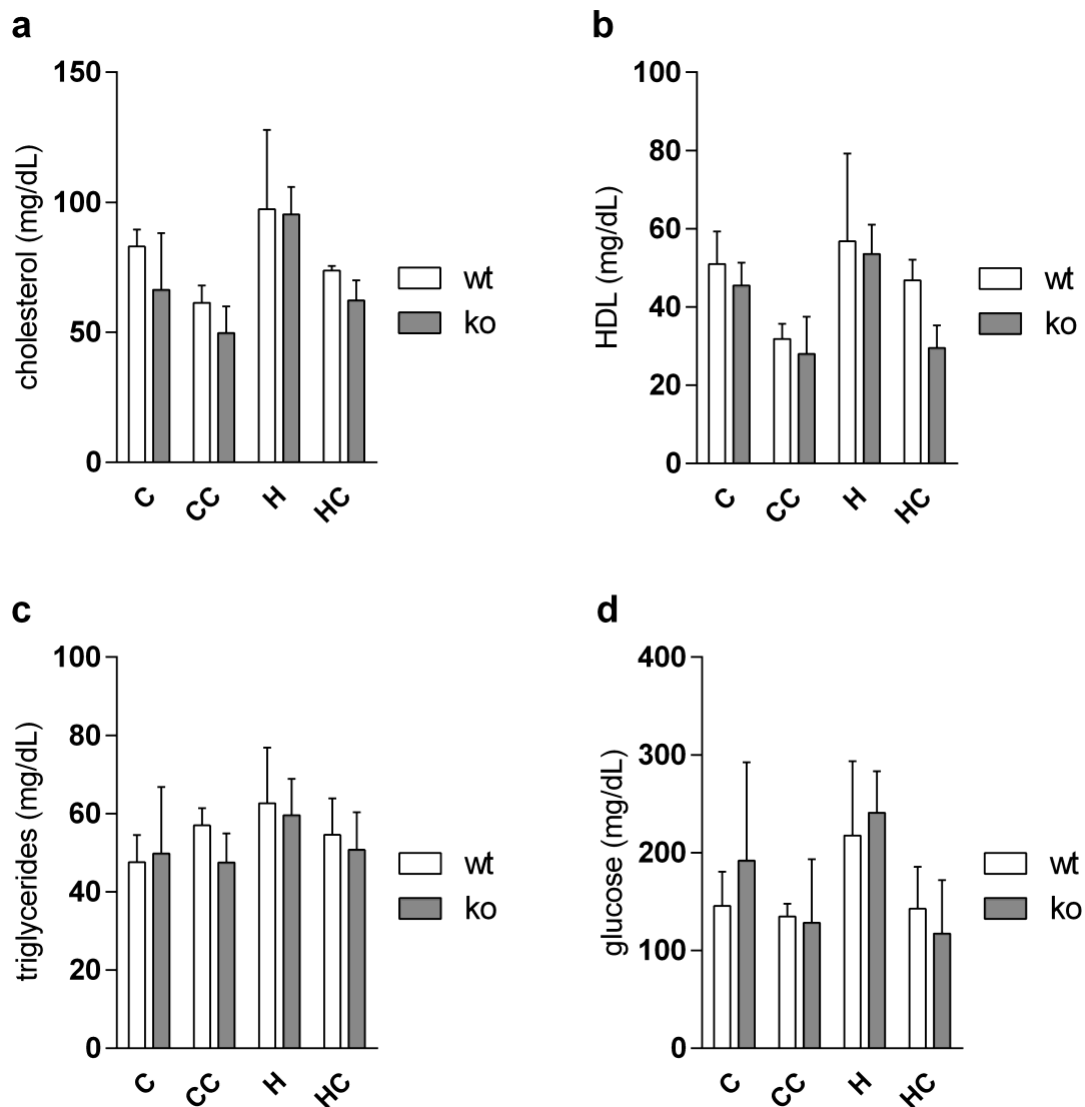 a
150
100
50
0
cholesterol (mg/dL)
C CC H HC
wt
ko
b
100
80
60
40
20
0
HDL (mg/dL)
C CC H HC
wt
ko
c
100
80
60
40
20
0
triglycerides (mg/dL)
C CC H HC
wt
ko
d
400
300
200
100
0
glucose (mg/dL)
C CC H HC
wt
ko